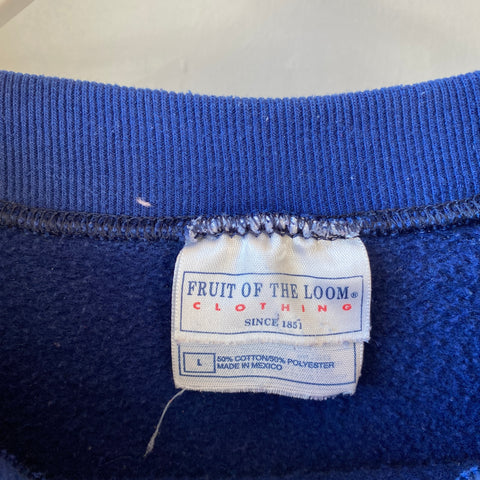 FRUIT OF THE LOOM®
CLOTHING
SINCE 1851
L
50% COTTON/50% POLYESTER
MADE IN MEXICO